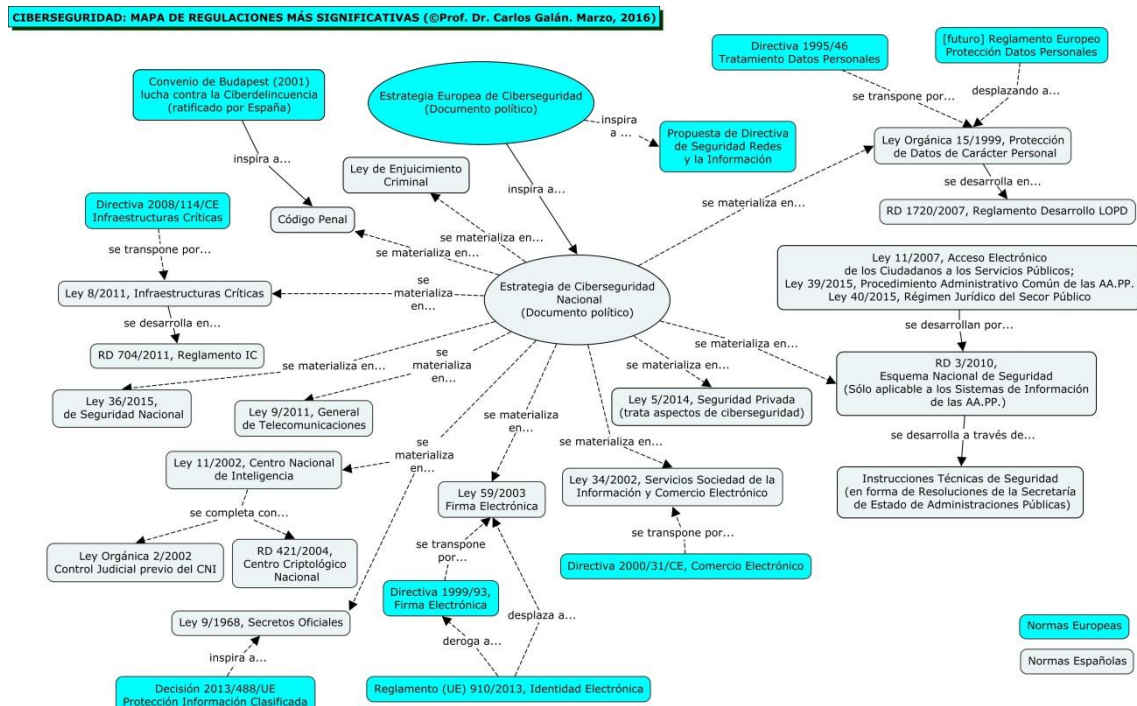 CIBERSEGURIDAD: MAPA DE REGULACIONES MÁS SIGNIFICATIVAS (©Prof. Dr. Carlos Galán. Marzo, 2016)
Directiva 1995/46
Tratamiento Datos Personales
[futuro] Reglamento Europeo
Protección Datos Personales
Convenio de Budapest (2001)
lucha contra la Ciberdelincuencia
(ratificado por España)
Estrategia Europea de Ciberseguridad
(Documento político)
se transpone por...
desplazando a...
inspira
a ...
Propuesta de Directiva
de Seguridad Redes
y la Información
Ley Orgánica 15/1999, Protección
de Datos de Carácter Personal
inspira a...
Ley de Enjuicimiento
Criminal
inspira a...
se materializa en...
se desarrolla en...
RD 1720/2007, Reglamento Desarrollo LOPD
Directiva 2008/114/CE
Infraestructuras Críticas
Código Penal
se materializa en...
se materializa en...
se transpone por...
Ley 11/2007, Acceso Electrónico
de los Ciudadanos a los Servicios Públicos;
Ley 39/2015, Procedimiento Administrativo Común de las AA.PP.
Ley 40/2015, Régimen Jurídico del Secor Público
Ley 8/2011, Infraestructuras Críticas
se
materializa
en...
Estrategia de Ciberseguridad
Nacional
(Documento político)
se desarrolla en...
se desarrollan por...
RD 704/2011, Reglamento IC
se materializa en...
se
materializa
en...
se materializa en...
se materializa en...
RD 3/2010,
Esquema Nacional de Seguridad
(Sólo aplicable a los Sistemas de Información
de las AA.PP.)
Ley 36/2015,
de Seguridad Nacional
Ley 9/2011, General
de Telecomunicaciones
Ley 5/2014, Seguridad Privada
(trata aspectos de ciberseguridad)
se materializa
en...
se
materializa
en...
se materializa en...
se desarrolla a través de...
Ley 11/2002, Centro Nacional
de Inteligencia
Ley 59/2003
Firma Electrónica
Ley 34/2002, Servicios Sociedad de la
Información y Comercio Electrónico
Instrucciones Técnicas de Seguridad
(en forma de Resoluciones de la Secretaría
de Estado de Administraciones Públicas)
se completa con...
se transpone
por...
se transpone por...
Ley Orgánica 2/2002
Control Judicial previo del CNI
RD 421/2004,
Centro Criptológico
Nacional
Directiva 2000/31/CE, Comercio Electrónico
Directiva 1999/93,
Firma Electrónica
desplaza a...
Ley 9/1968, Secretos Oficiales
deroga a...
Normas Europeas
inspira a...
Normas Españolas
Decisión 2013/488/UE
Protección Información Clasificada
Reglamento (UE) 910/2013, Identidad Electrónica